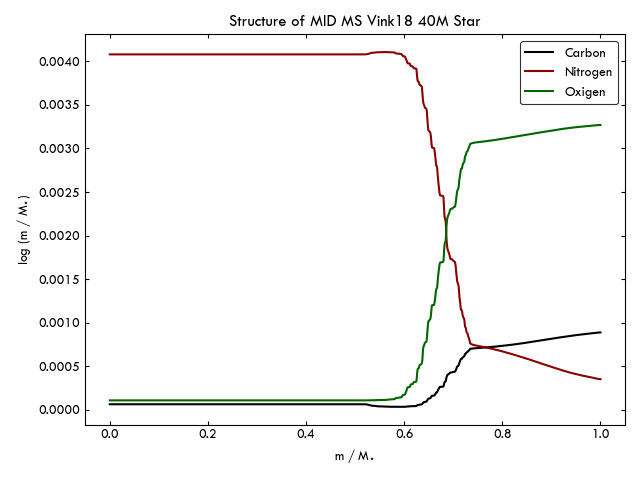 Structure of MID MS Vink18 40M Star
Carbon
Nitrogen
Oxigen
log (m / M⋆)
0.0040
0.0035
0.0030
0.0025
0.0020
0.0015
0.0010
0.0005
0.0000
0.0 0.2 0.4 0.6 0.8 1.0
m / M⋆